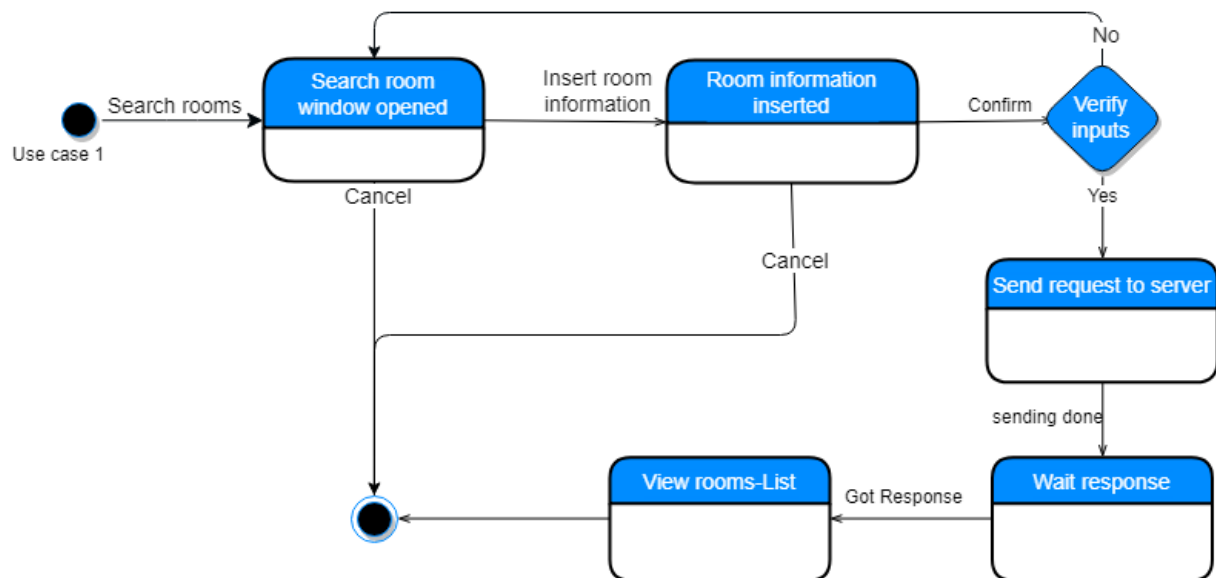 No
Search room
window opened
Insert room
information
Room information
inserted
Search rooms
Confirm
Verify
inputs
Use case 1
Cancel
Yes
Cancel
Send request to server
sending done
View rooms-List
Got Response
Wait response